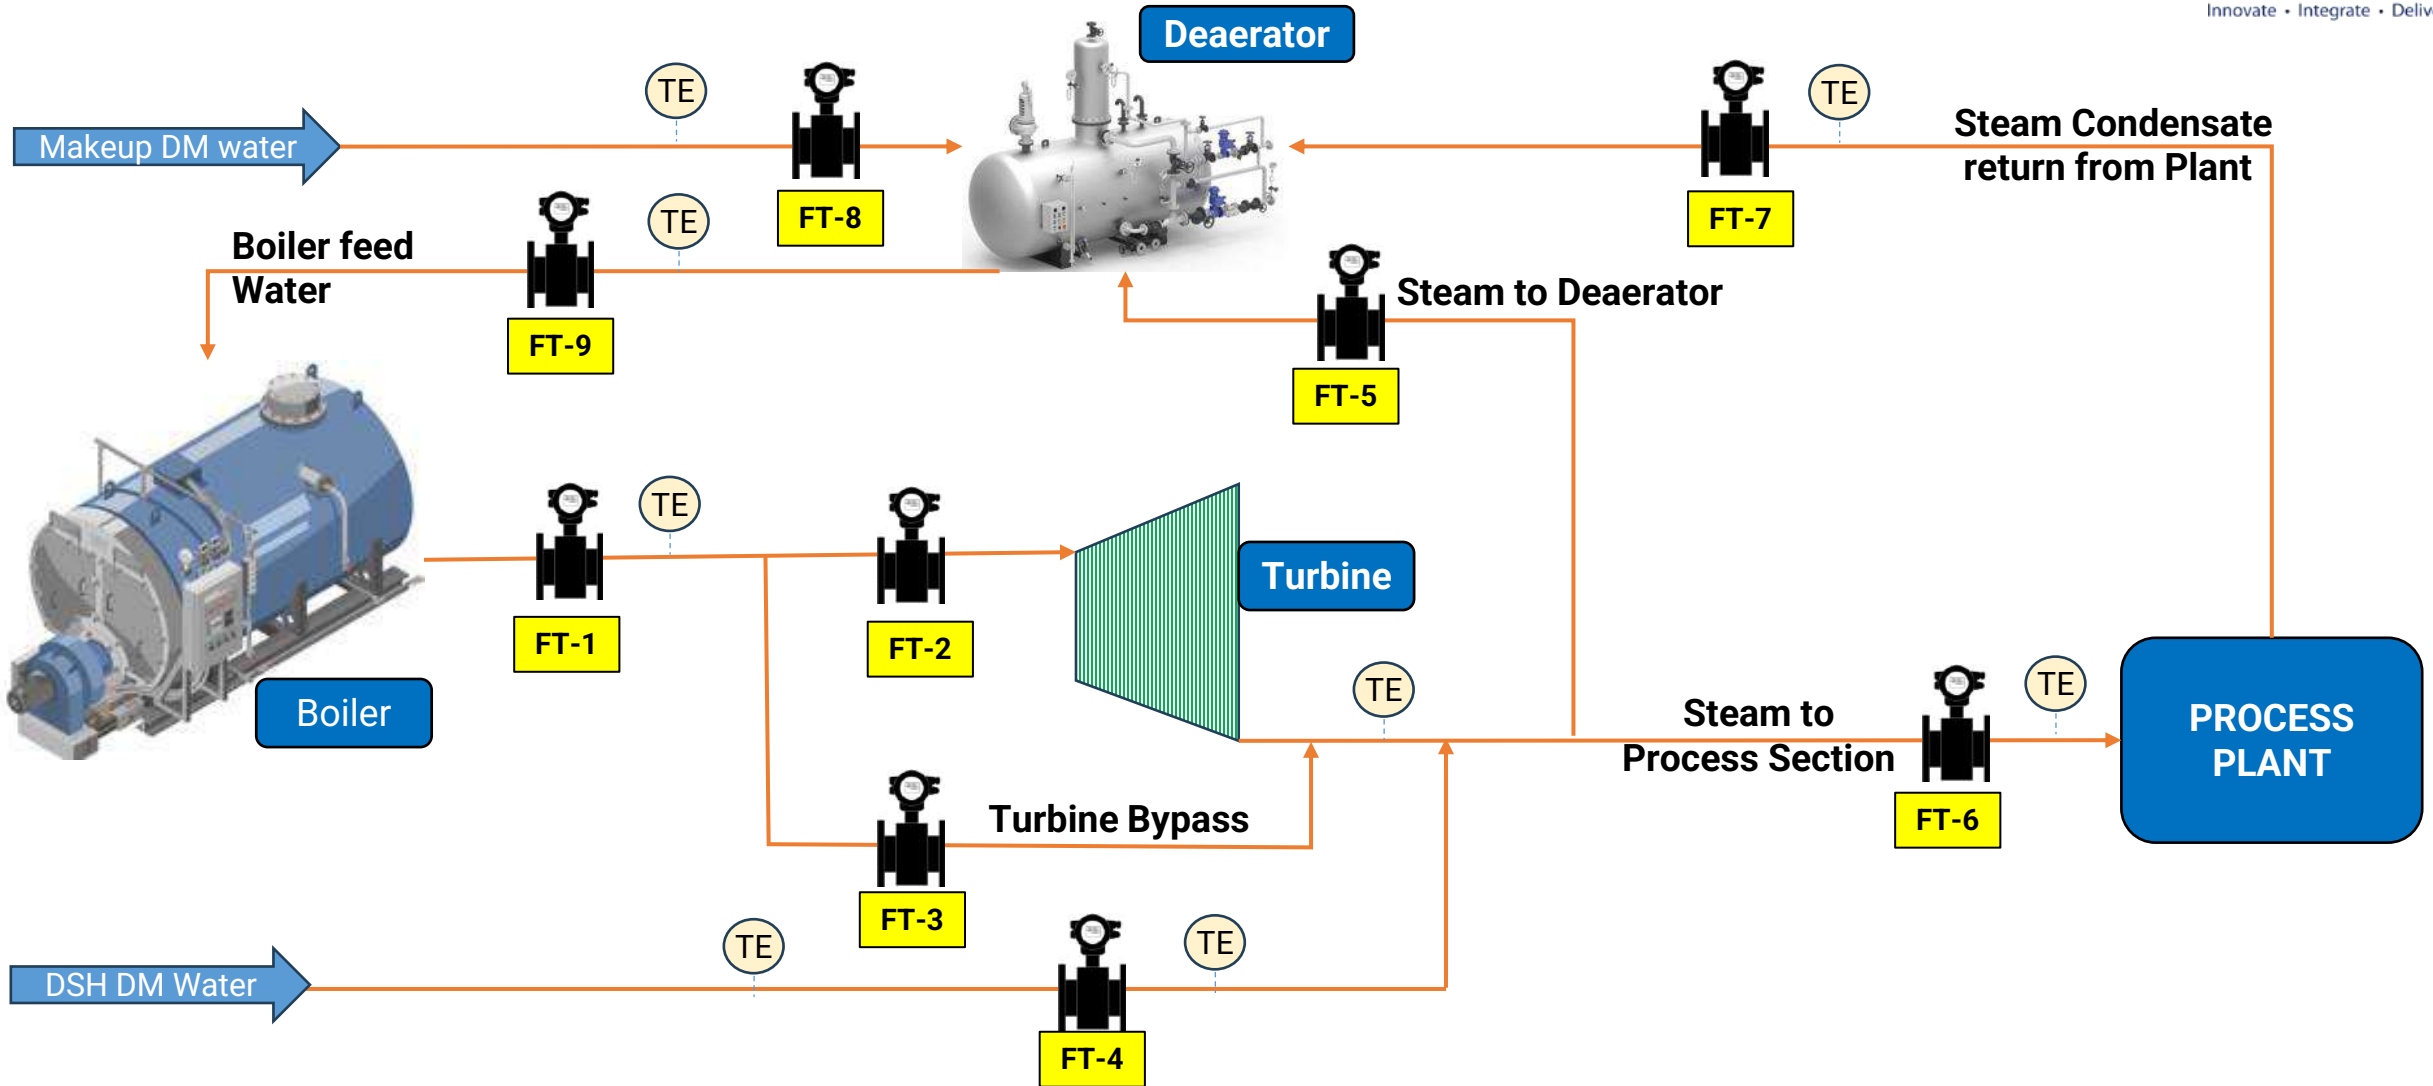 Innovate • Integrate •
Deaerator
TE
TE
Makeup DM water
Steam Condensate
return from Plant
FT-8
FT-7
TE
Boiler feed
Water
Steam to Deaerator
FT-9
FT-5
TE
Turbine
FT-1
FT-2
Boiler
TE
TE
Steam to
Process Section
PROCESS
PLANT
Turbine Bypass
FT-6
FT-3
TE
TE
DSH DM Water
FT-4